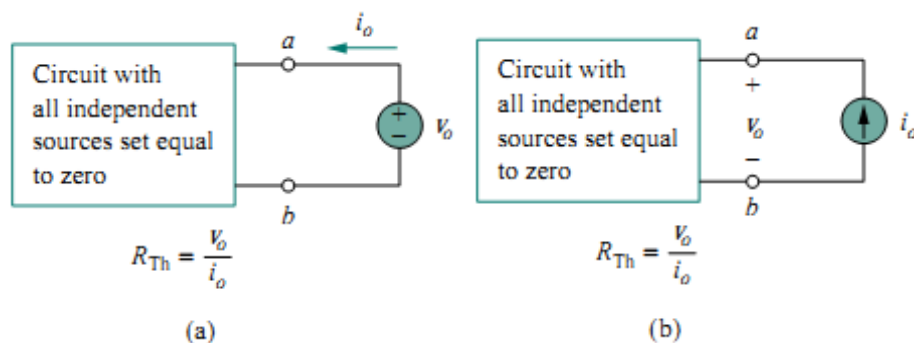 Circuit with
all independent
sources set equal
to zero
a
i_o
+
−
v_o
b
R_Th = v_o / i_o
(a)
Circuit with
all independent
sources set equal
to zero
a
+
v_o
−
b
i_o
R_Th = v_o / i_o
(b)